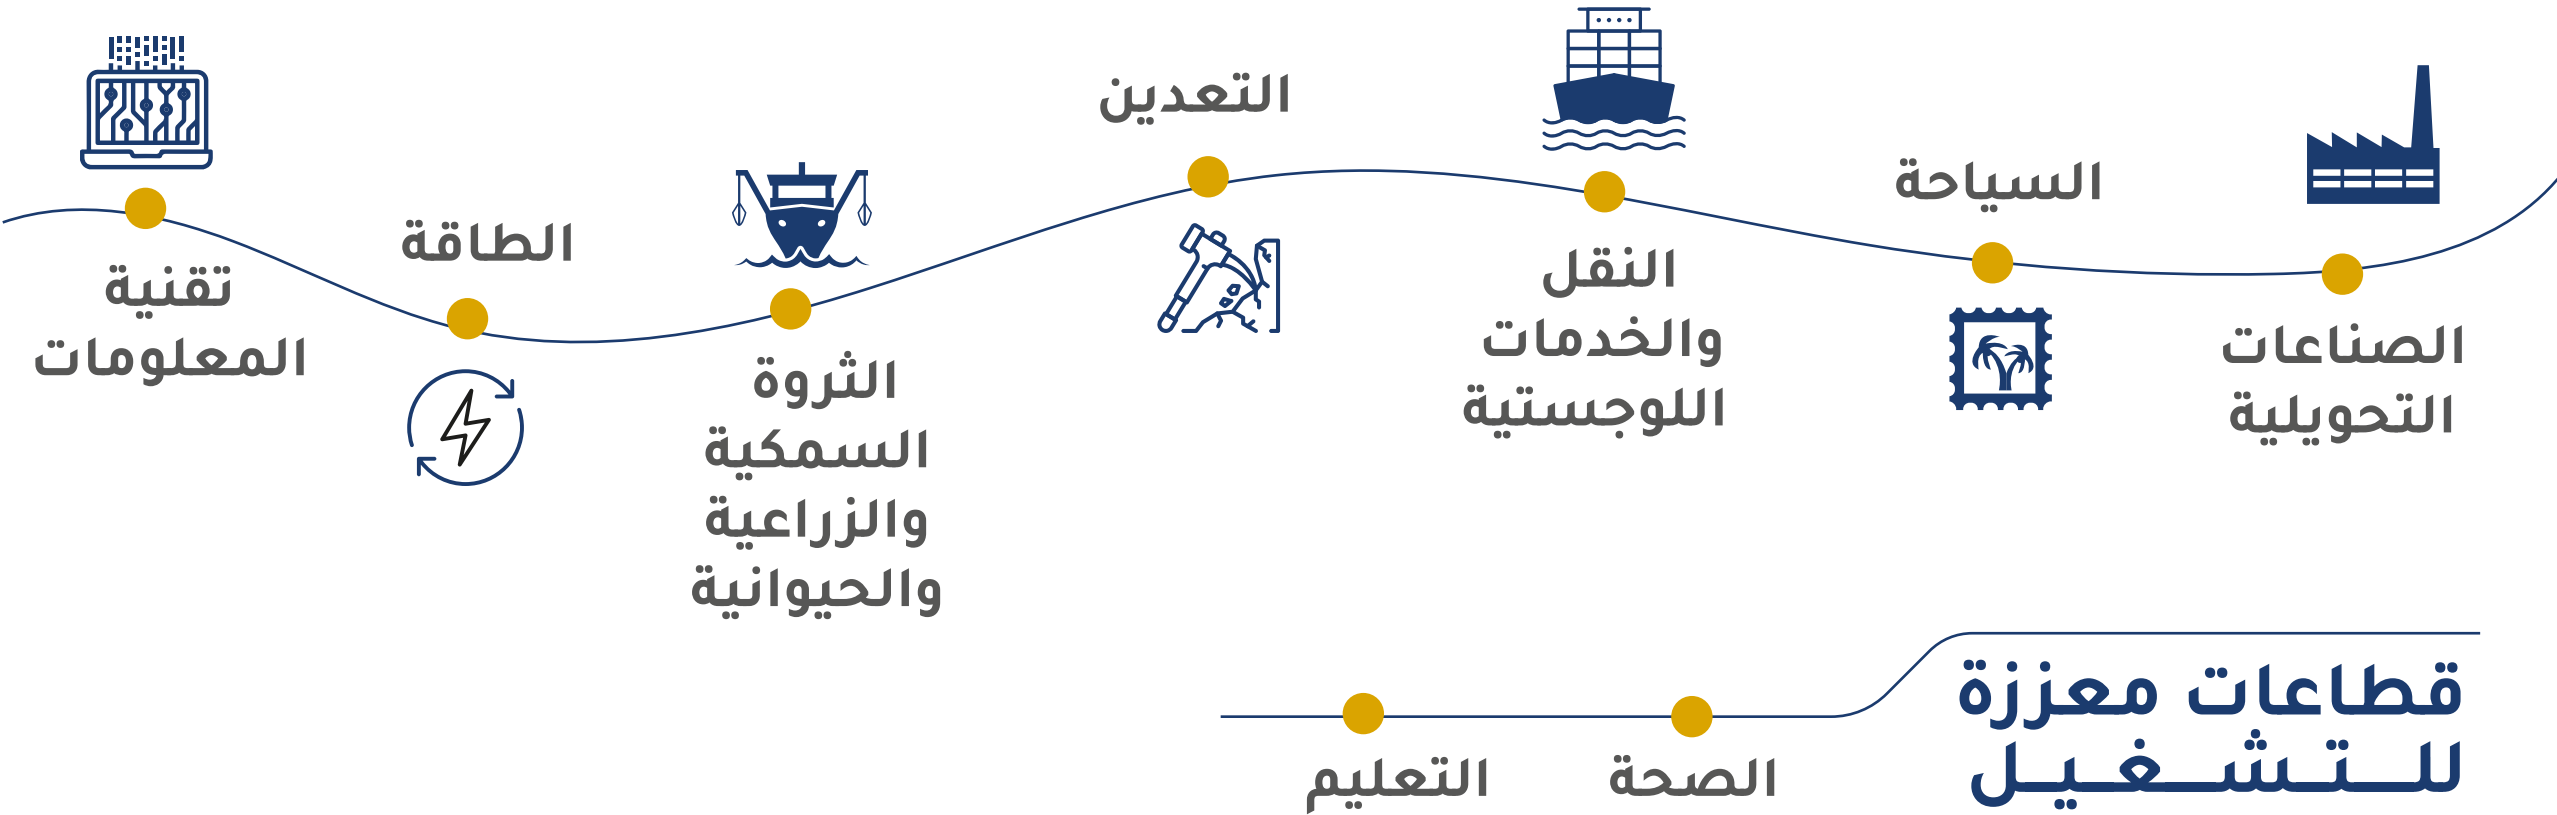 الصناعات
التحويلية
السياحة
النقل
والخدمات
اللوجستية
التعدين
الثروة
السمكية
والزراعية
والحيوانية
الطاقة
تقنية
المعلومات
قطاعات معززة
للـتـشـغـيـل
الصحة
التعليم